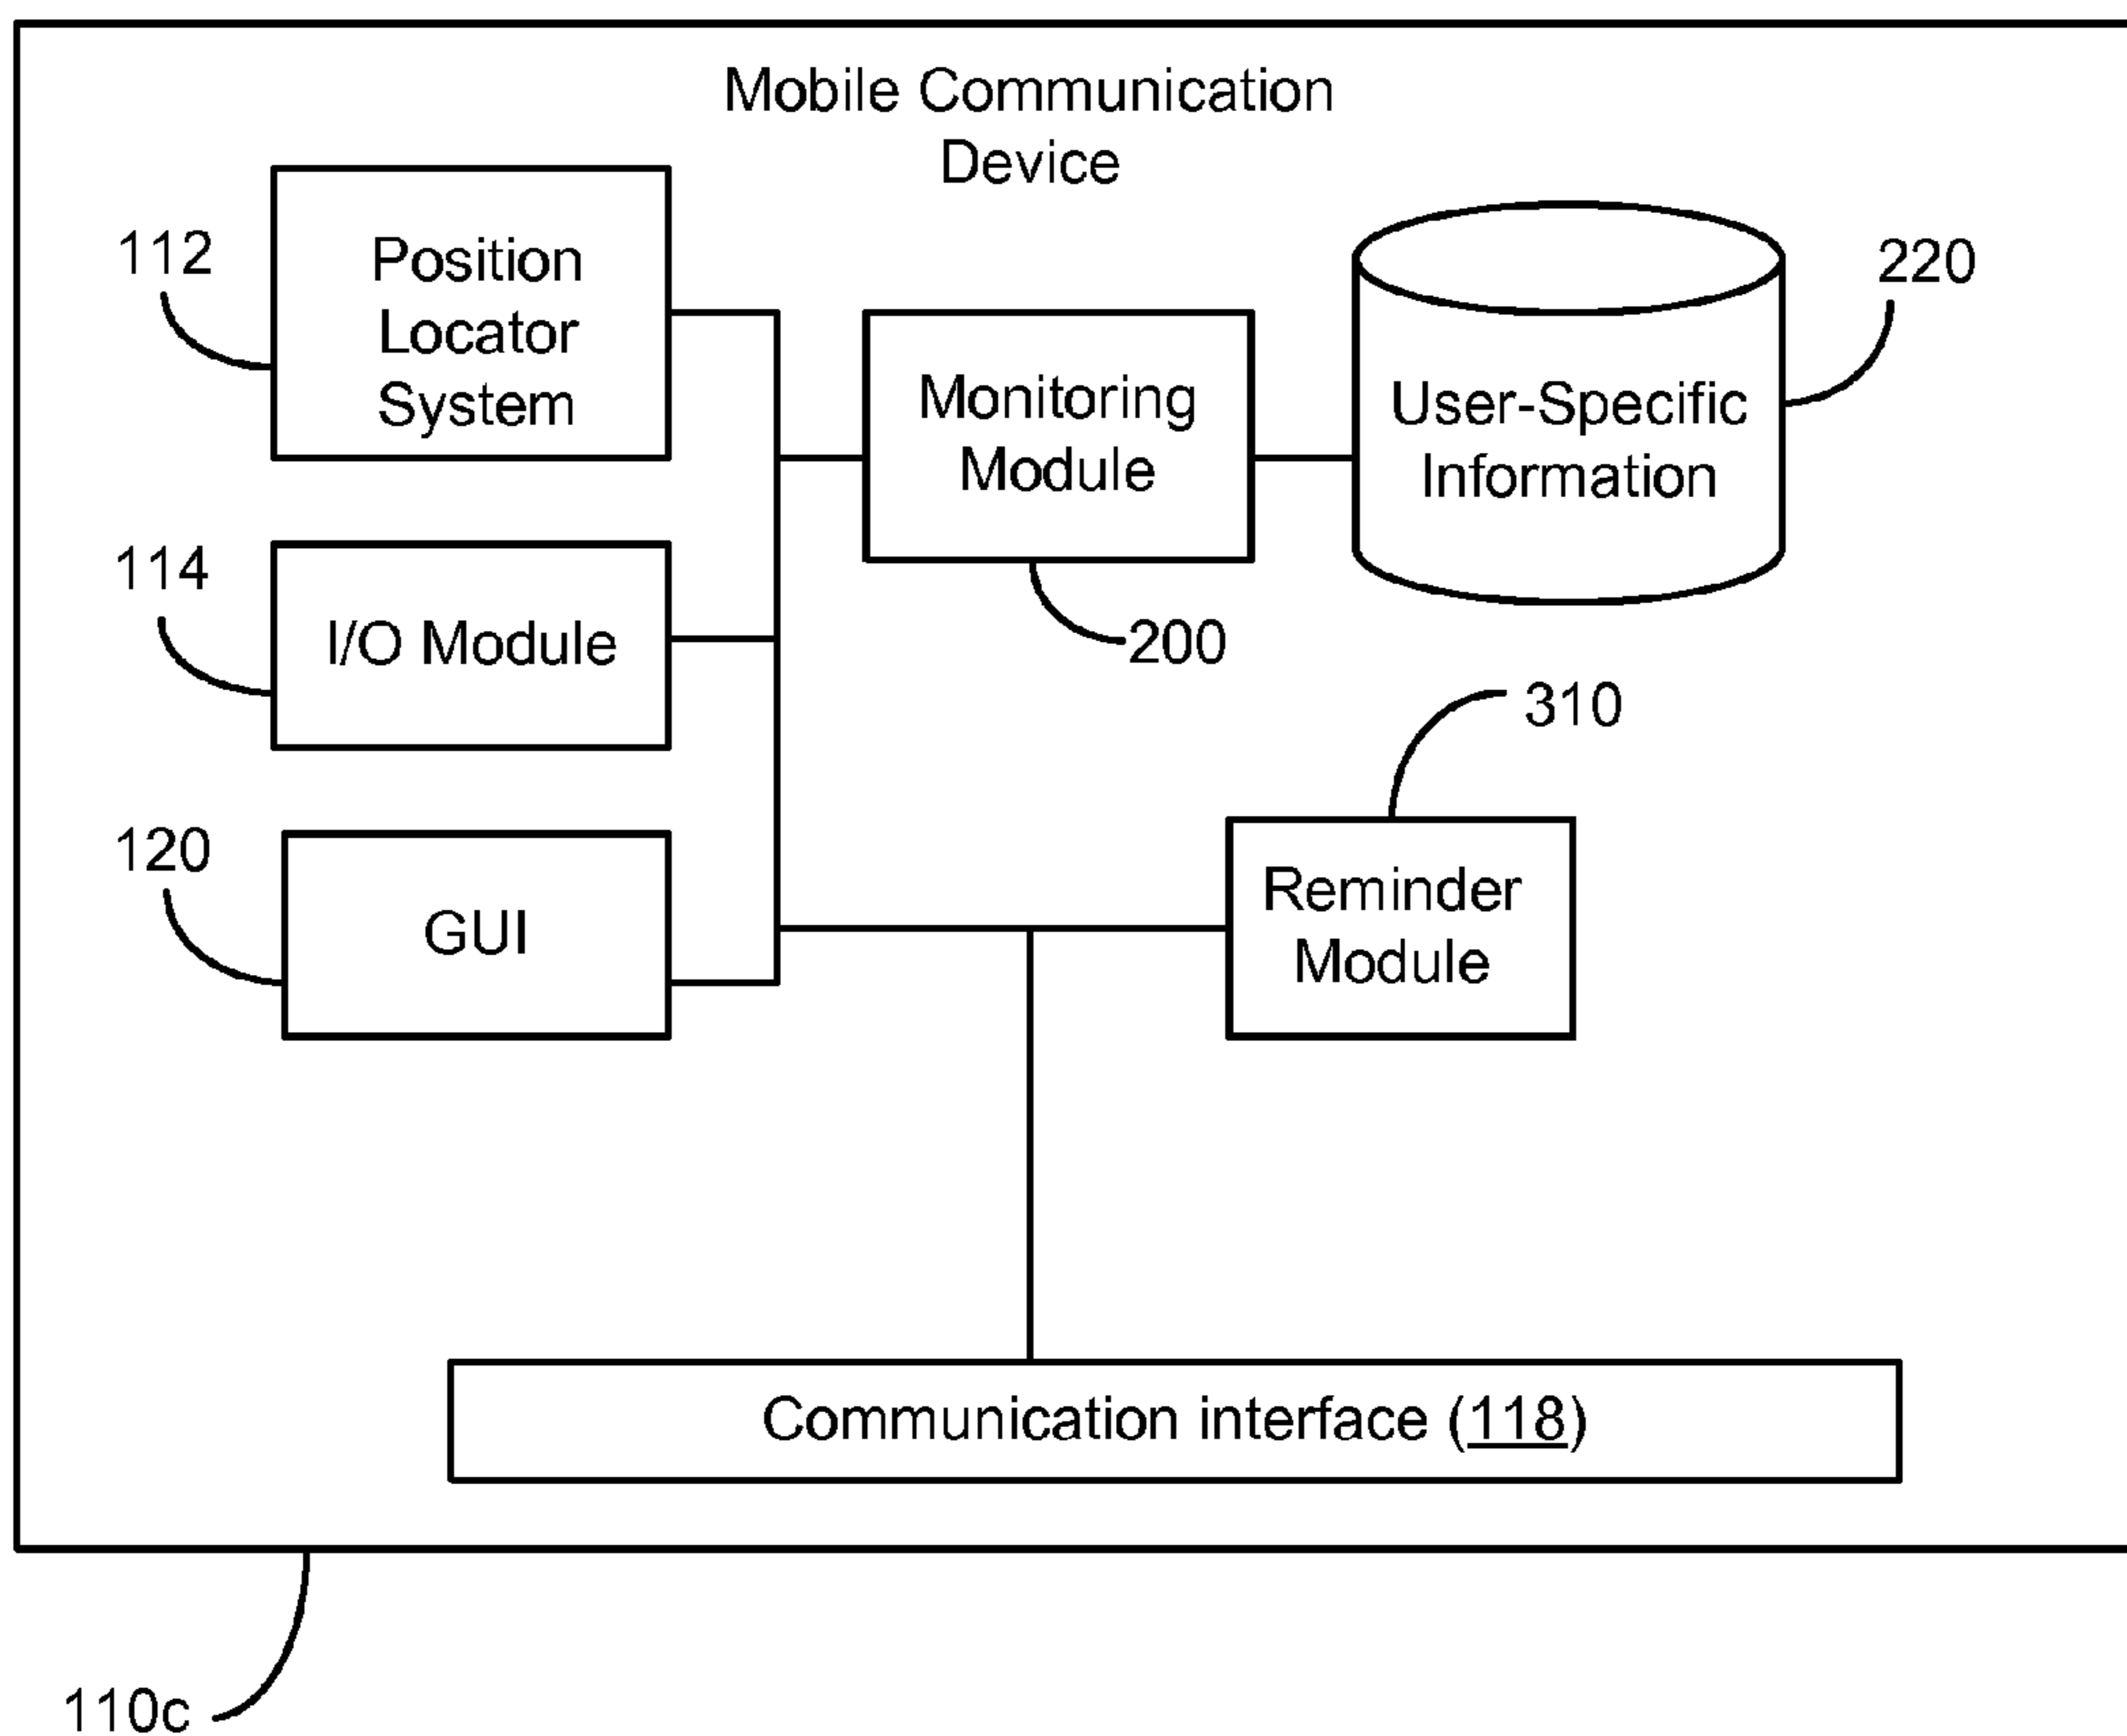 Mobile Communication
Device
112
Position
Locator
System
220
Monitoring
Module
User-Specific
Information
114
I/O Module
200
310
120
GUI
Reminder
Module
Communication interface (118)
110c